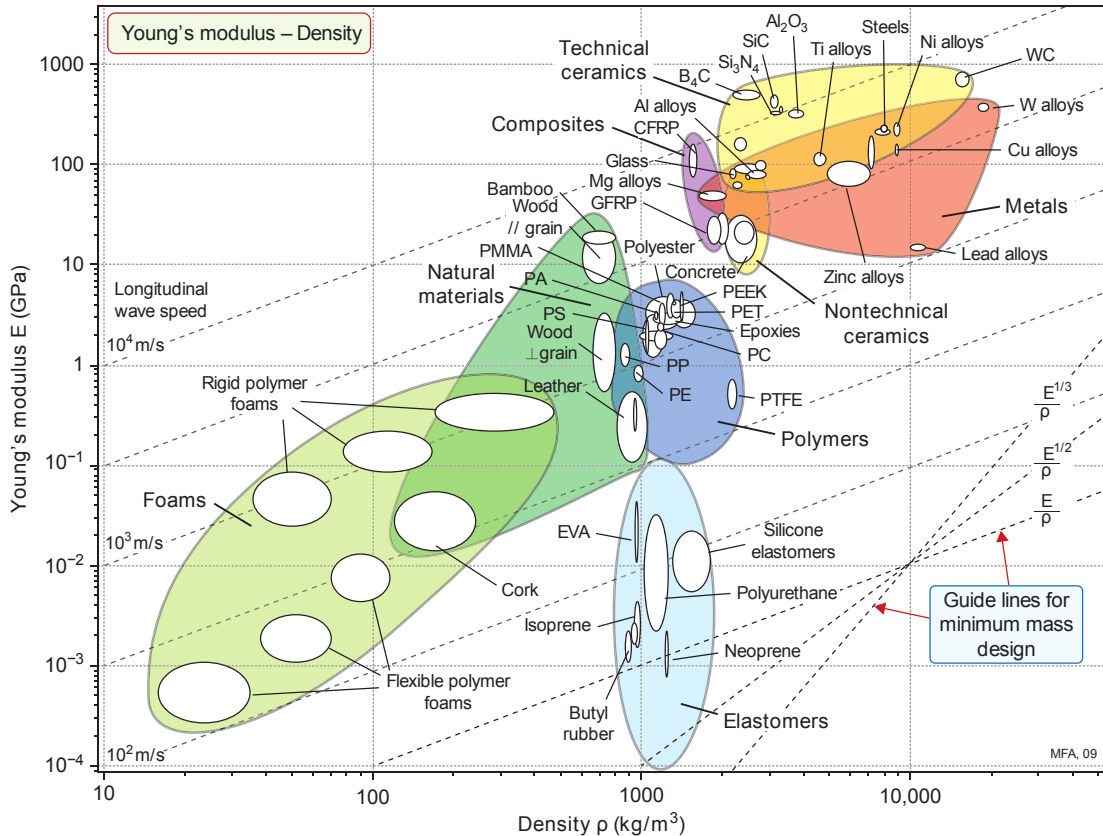 Young's modulus – Density
Young's modulus E (GPa)
1000
100
10
1
10⁻¹
10⁻²
10⁻³
10⁻⁴
10
100
1000
10,000
Density ρ (kg/m³)
Longitudinal
wave speed
10⁴ m/s
10³ m/s
10² m/s
Technical
ceramics
B₄C
Si₃N₄
SiC
Al₂O₃
Ti alloys
Steels
Ni alloys
WC
W alloys
Cu alloys
Metals
Lead alloys
Zinc alloys
Nontechnical
ceramics
Composites
Al alloys
CFRP
Glass
Mg alloys
GFRP
Bamboo
Wood
// grain
PMMA
Natural
materials
PA
PS
Wood
⊥grain
Leather
Polyester
Concrete
PEEK
PET
Epoxies
PC
PP
PE
PTFE
Polymers
Rigid polymer
foams
Foams
Cork
Flexible polymer
foams
EVA
Isoprene
Butyl
rubber
Silicone
elastomers
Polyurethane
Neoprene
Elastomers
E¹ᐟ³
ρ
E¹ᐟ²
ρ
E
ρ
Guide lines for
minimum mass
design
MFA, 09